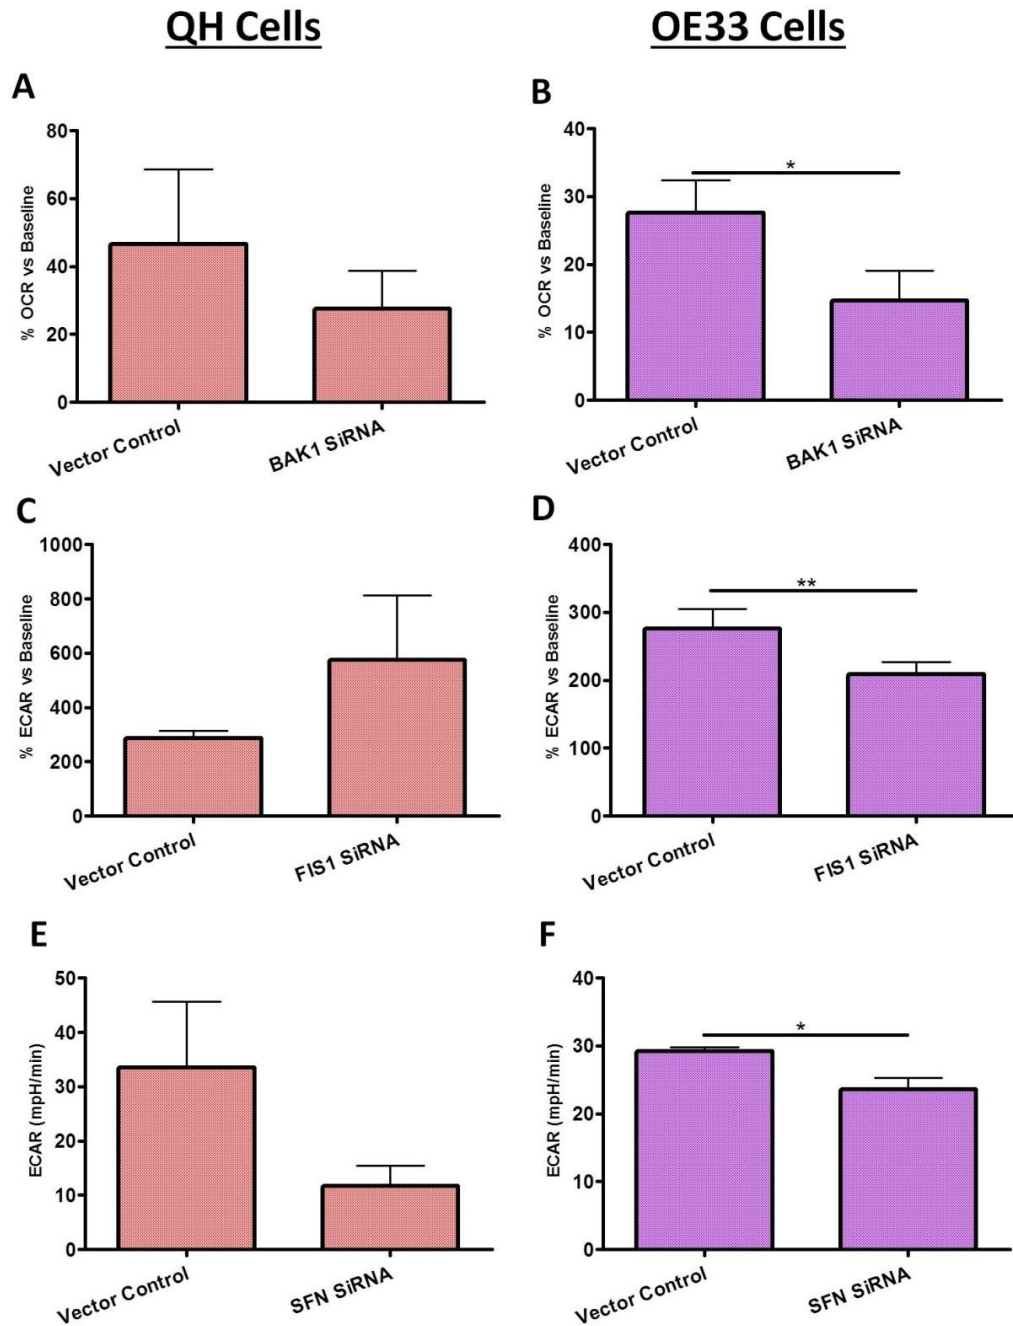 QH Cells
OE33 Cells
A
B
80
60
40
20
0
% OCR vs Baseline
Vector Control
BAK1 SiRNA
40
30
20
10
0
% OCR vs Baseline
*
Vector Control
BAK1 SiRNA
C
D
1000
800
600
400
200
0
% ECAR vs Baseline
Vector Control
FIS1 SiRNA
400
300
200
100
0
% ECAR vs Baseline
**
Vector Control
FIS1 SiRNA
E
F
50
40
30
20
10
0
ECAR (mpH/min)
Vector Control
SFN SiRNA
40
30
20
10
0
ECAR (mpH/min)
*
Vector Control
SFN SiRNA